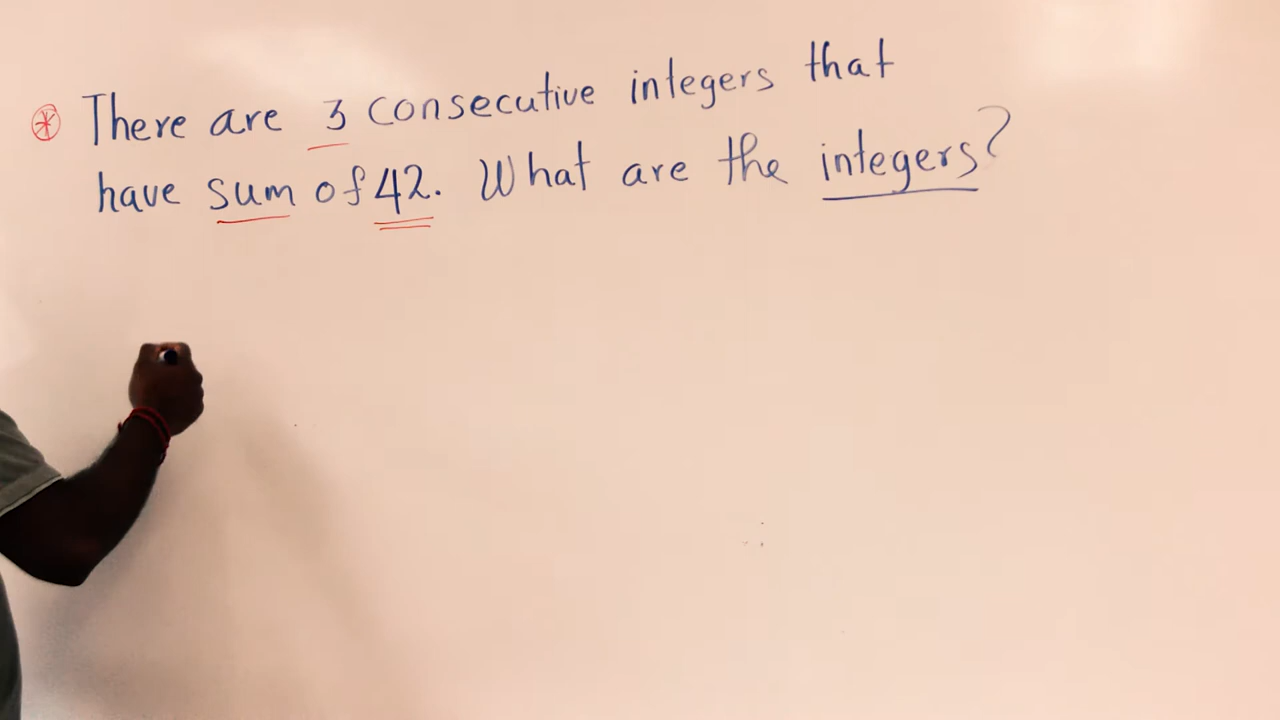 * There are 3 consecutive integers that
have sum of 42. What are the integers?